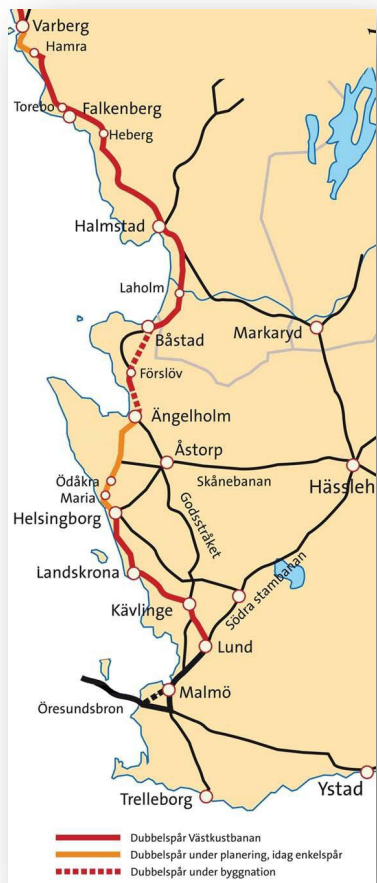 Varberg
Hamra
Torebo
Falkenberg
Heberg
Halmstad
Laholm
Båstad
Markaryd
Förslöv
Ängelholm
Åstorp
Ödåkra
Maria
Skånebanan
Hässleh
Helsingborg
Godsstråket
Landskrona
Kävlinge
Södra stambanan
Lund
Malmö
Öresundsbron
Ystad
Trelleborg
Dubbelspår Västkustbanan
Dubbelspår under planering, idag enkelspår
Dubbelspår under byggnation